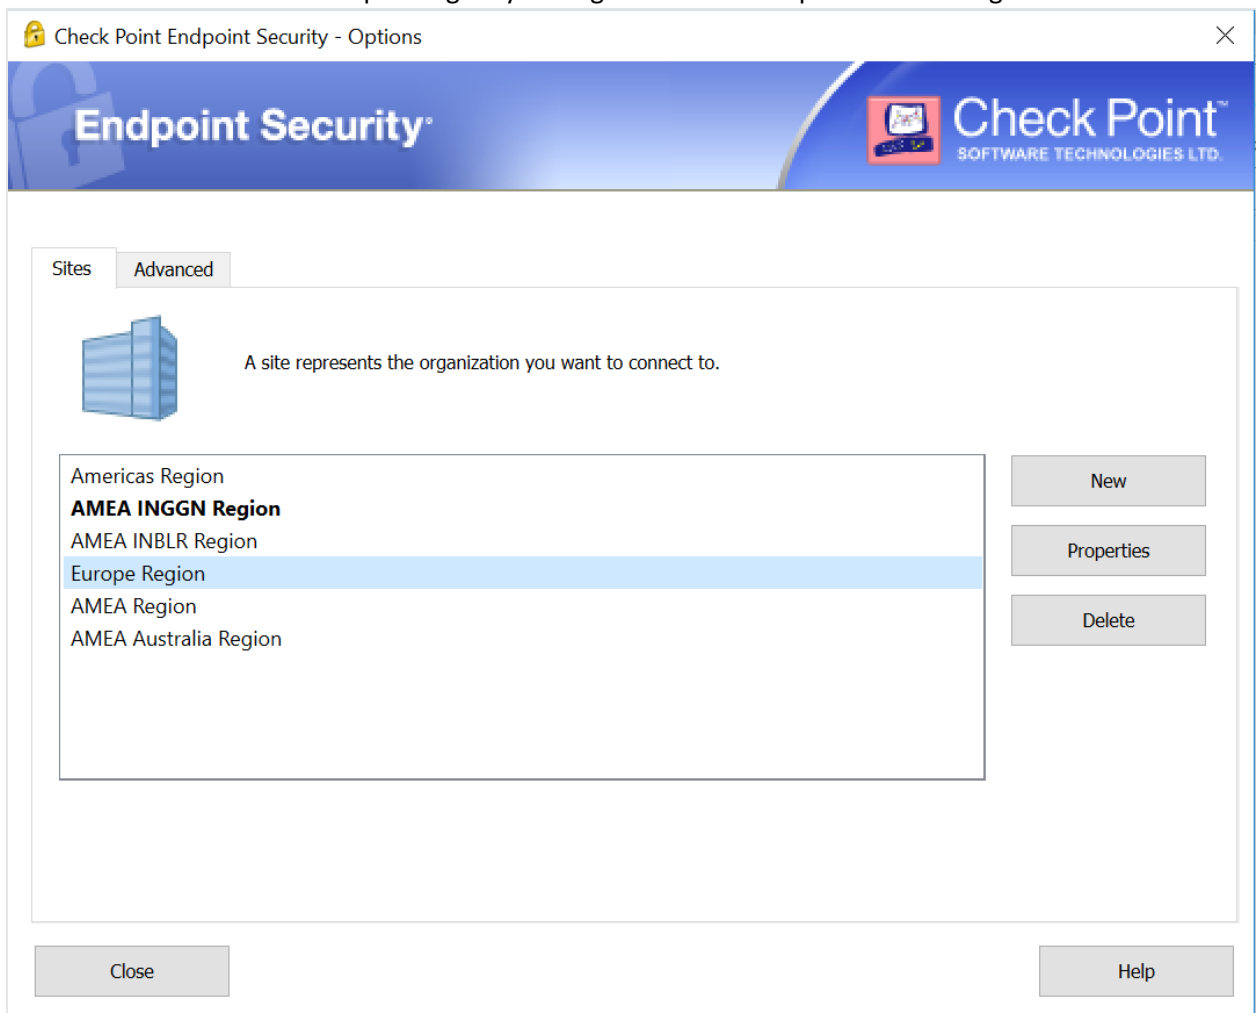 Check Point Endpoint Security - Options
Endpoint Security
Check Point™
SOFTWARE TECHNOLOGIES LTD.
Sites
Advanced
A site represents the organization you want to connect to.
Americas Region
AMEA INGGN Region
AMEA INBLR Region
Europe Region
AMEA Region
AMEA Australia Region
New
Properties
Delete
Close
Help